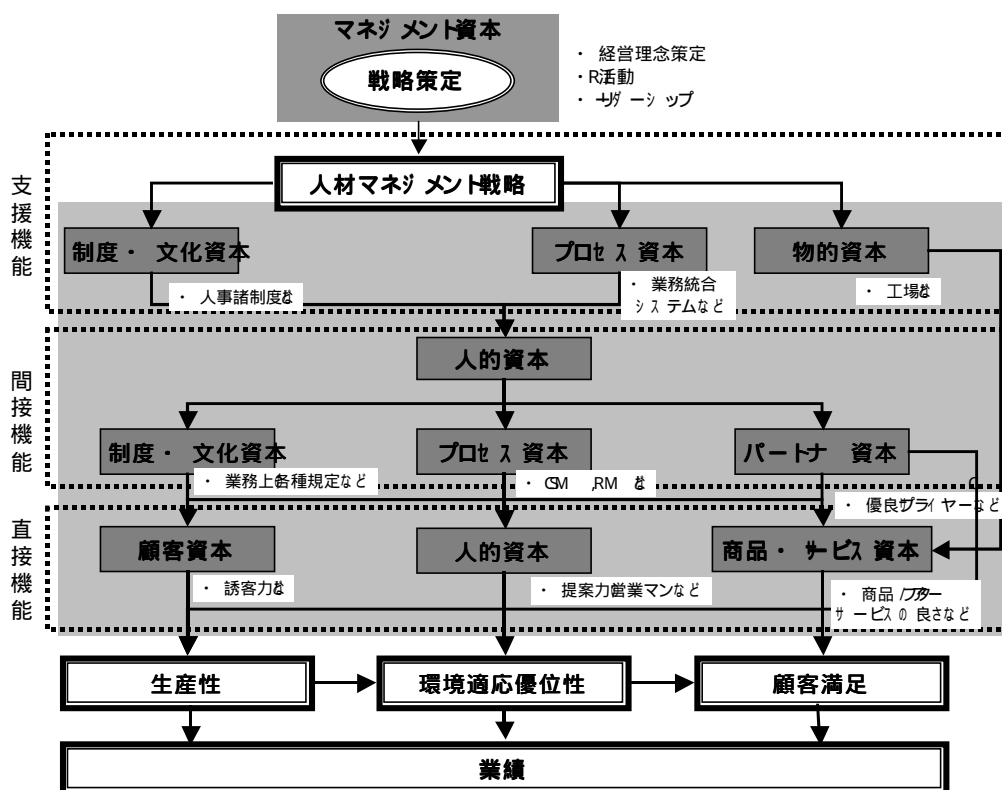 マネジメント資本
戦略策定
・ 経営理念策定
・R活動
・ リーダーシップ
人材マネジメント戦略
支援機能
制度・ 文化資本
プロセス 資本
物的資本
・ 人事諸制度など
・ 業務統合
システムなど
・ 工場など
間接機能
人的資本
制度・ 文化資本
プロセス 資本
パートナ 資本
・ 業務上各種規定など
・ 優良サプライヤーなど
直接機能
顧客資本
人的資本
商品・ サービス 資本
・ 誘客力など
・ 提案力営業マンなど
・ 商品 /アフター
サービスの 良さなど
生産性
環境適応優位性
顧客満足
業績